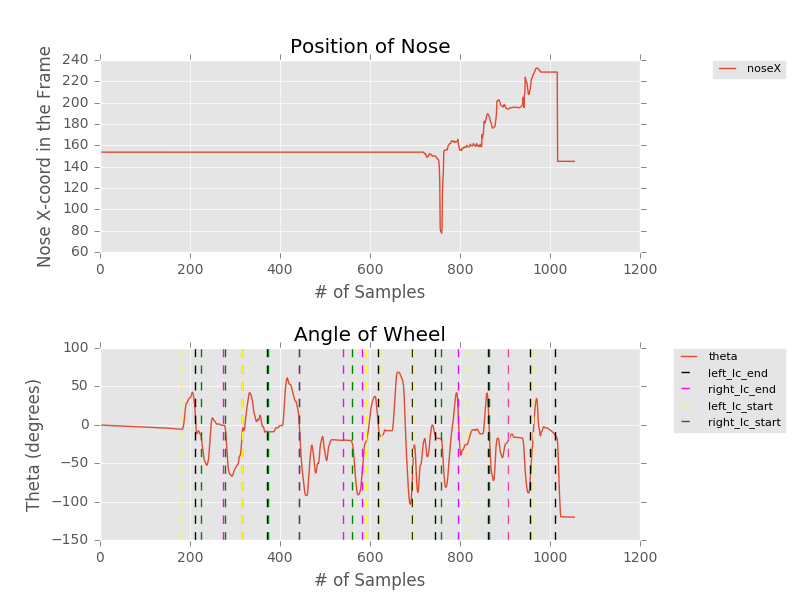 Position of Nose
Nose X-coord in the Frame
240
220
200
180
160
140
120
100
80
60
0 200 400 600 800 1000 1200
# of Samples
noseX
Angle of Wheel
Theta (degrees)
100
50
0
−50
−100
−150
0 200 400 600 800 1000 1200
# of Samples
theta
left_lc_end
right_lc_end
left_lc_start
right_lc_start